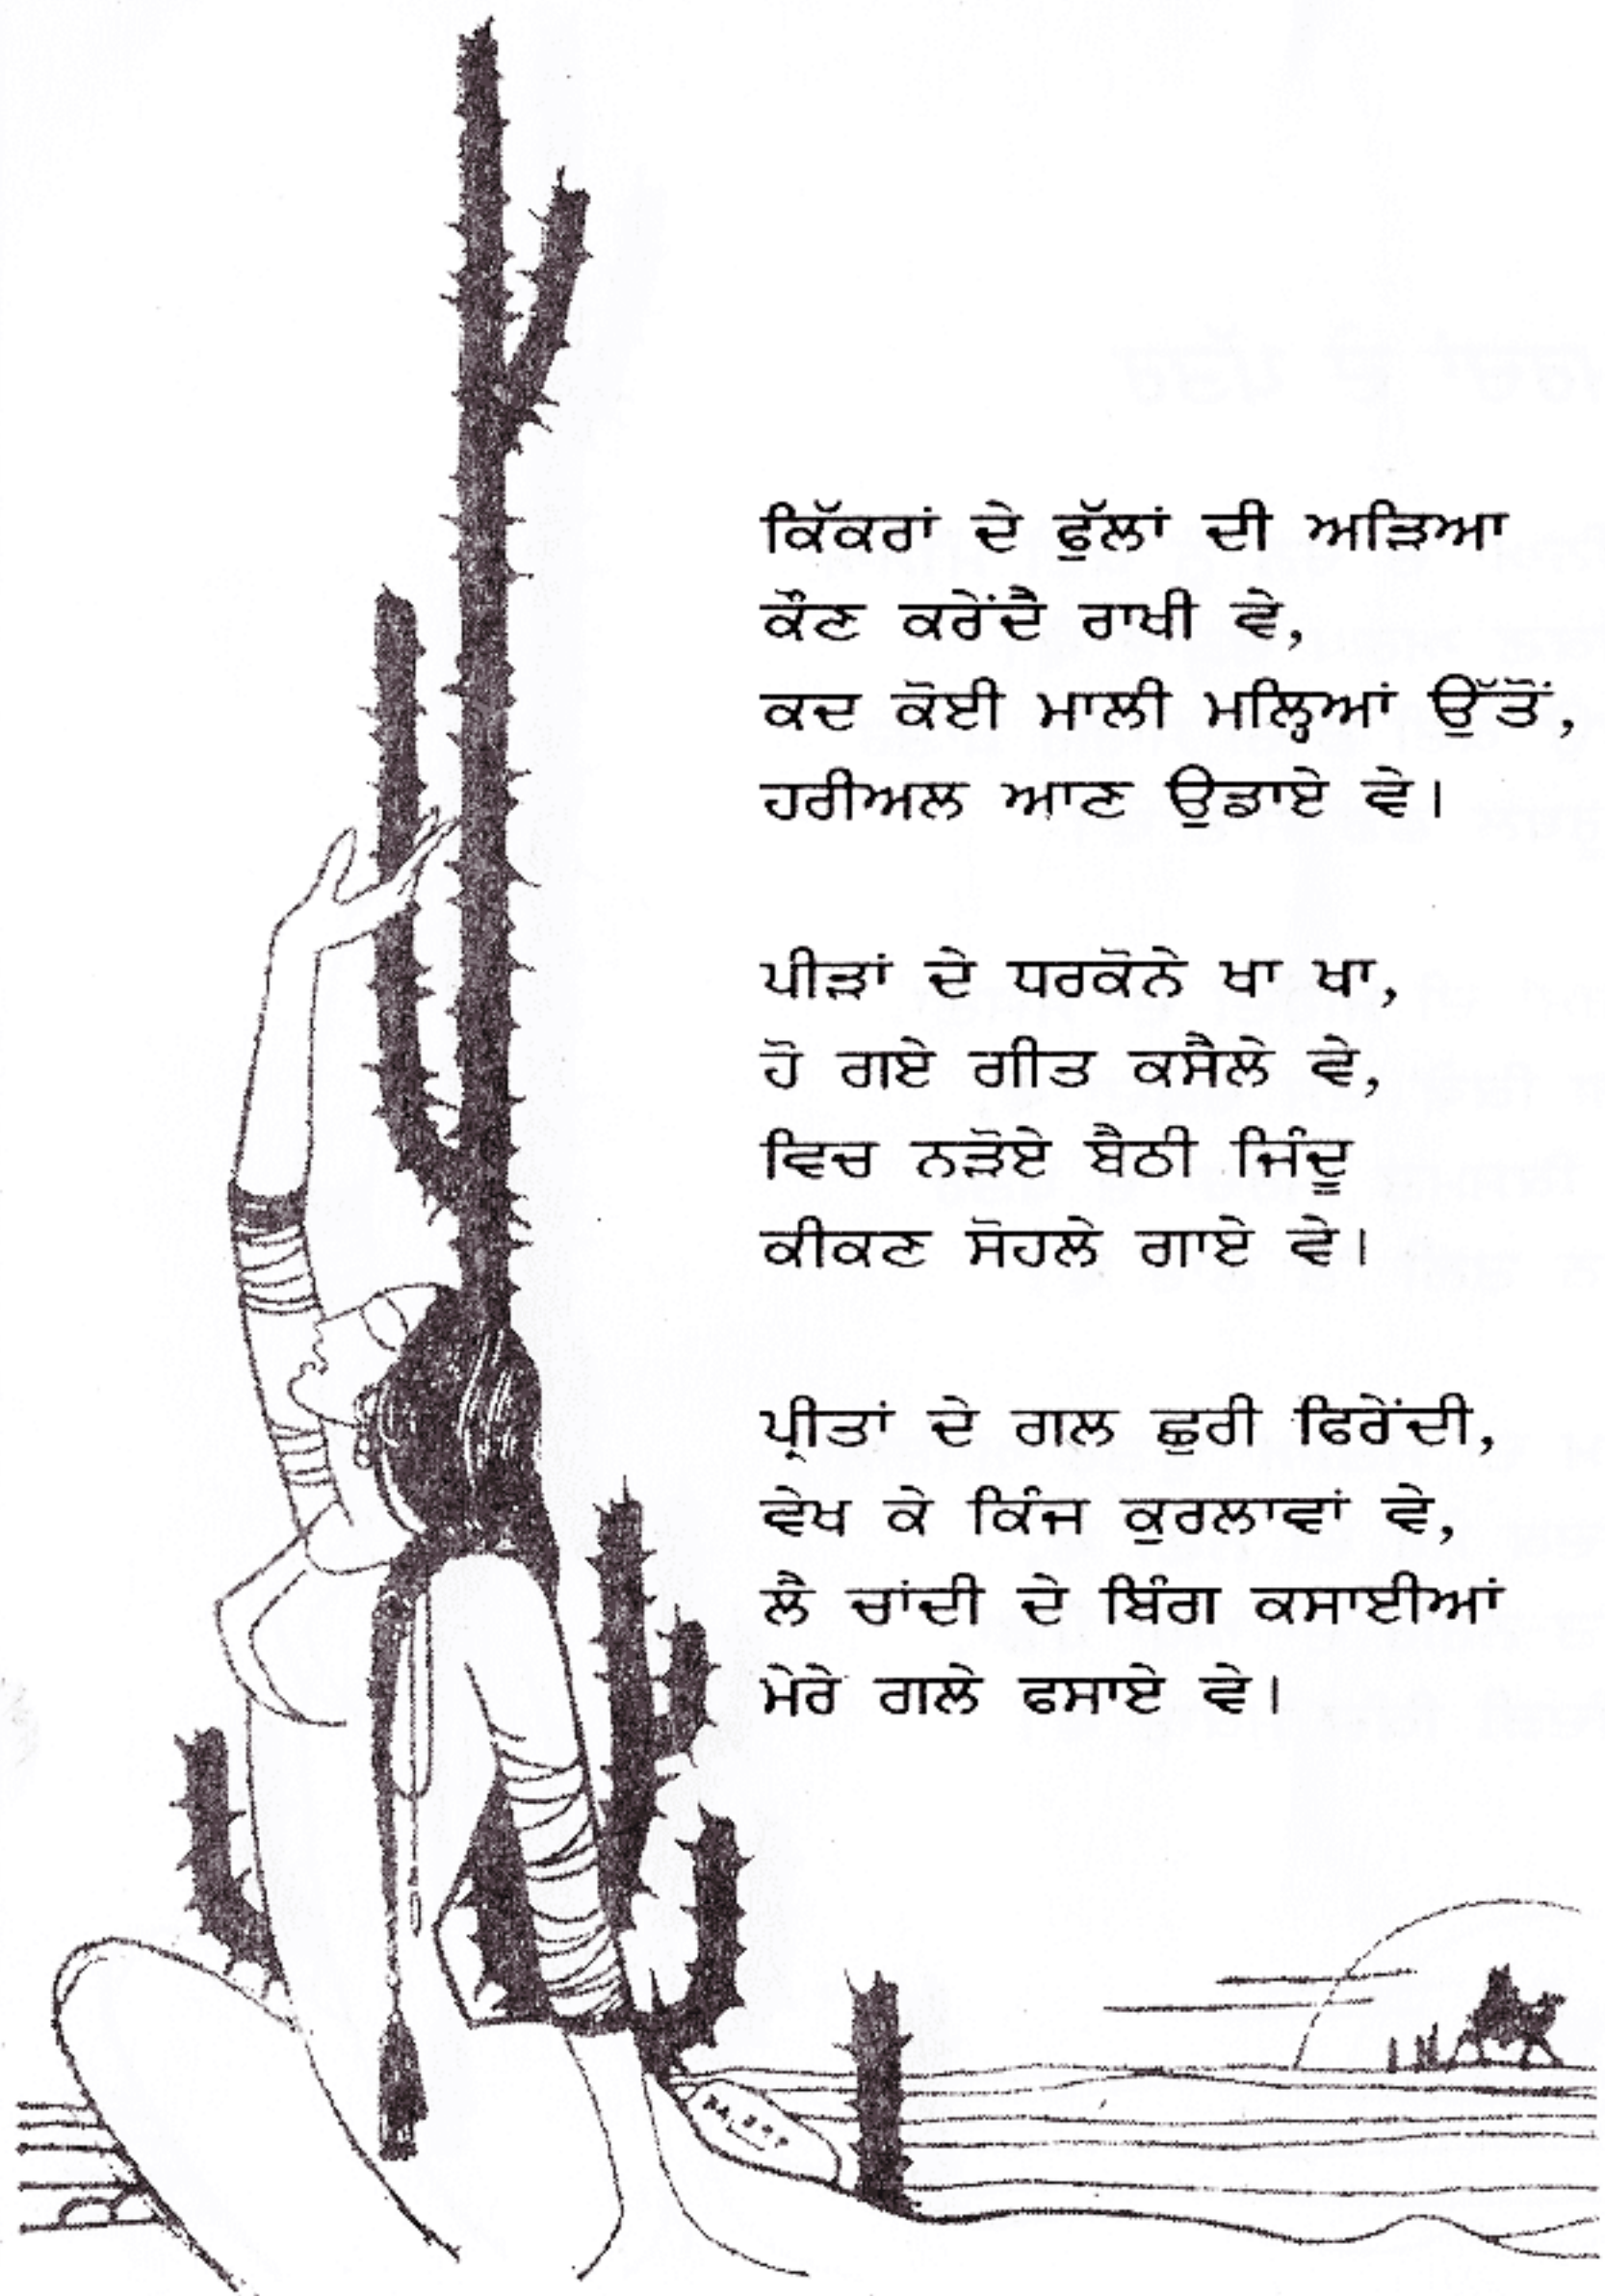 ਕਿੱਕਰਾਂ ਦੇ ਫੁੱਲਾਂ ਦੀ ਅੜਿਆ
ਕੌਣ ਕਰੇਂਦੈ ਰਾਖੀ ਵੇ,
ਕਦ ਕੋਈ ਮਾਲੀ ਮਲ੍ਹਿਆਂ ਉੱਤੋਂ,
ਹਰੀਅਲ ਆਣ ਉਡਾਏ ਵੇ।
ਪੀੜਾਂ ਦੇ ਧਰਕੋਨੇ ਖਾ ਖਾ,
ਹੋ ਗਏ ਗੀਤ ਕਸੈਲੇ ਵੇ,
ਵਿਚ ਨੜੋਏ ਬੈਠੀ ਜਿੰਦੂ
ਕੀਕਣ ਸੋਹਲੇ ਗਾਏ ਵੇ।
ਪ੍ਰੀਤਾਂ ਦੇ ਗਲ ਛੁਰੀ ਫਿਰੇਂਦੀ,
ਵੇਖ ਕੇ ਕਿੰਜ ਕੁਰਲਾਵਾਂ ਵੇ,
ਲੈ ਚਾਂਦੀ ਦੇ ਬਿੰਗ ਕਸਾਈਆਂ
ਮੇਰੇ ਗਲੇ ਫਸਾਏ ਵੇ।